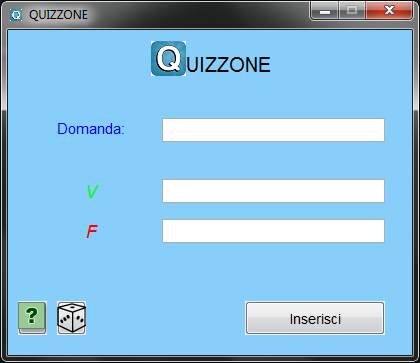 QUIZZONE
QUIZZONE
Domanda:
V
F
?
Inserisci